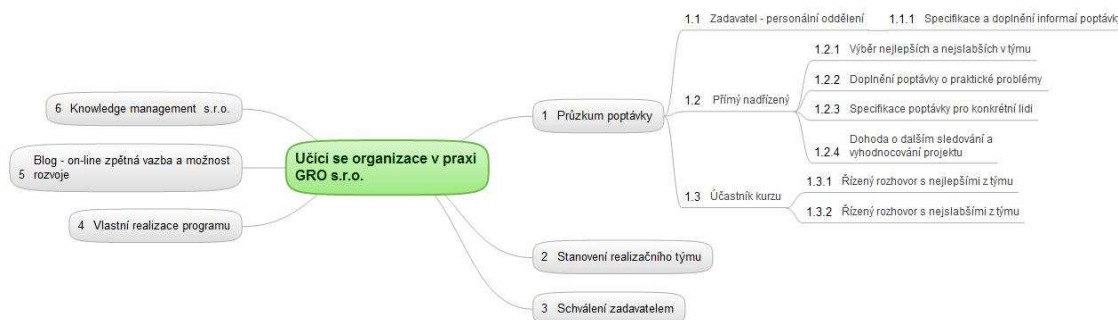 Učící se organizace v praxi
GRO s.r.o.
1 Průzkum poptávky
1.1 Zadavatel - personální oddělení
1.1.1 Specifikace a doplnění informaí poptávk
1.2 Přímý nadřízený
1.2.1 Výběr nejlepších a nejslabších v týmu
1.2.2 Doplnění poptávky o praktické problémy
1.2.3 Specifikace poptávky pro konkrétní lidi
1.2.4 Dohoda o dalším sledování a
vyhodnocování projektu
1.3 Účastník kurzu
1.3.1 Řízený rozhovor s nejlepšími z týmu
1.3.2 Řízený rozhovor s nejslabšími z týmu
2 Stanovení realizačního týmu
3 Schválení zadavatelem
4 Vlastní realizace programu
Blog - on-line zpětná vazba a možnost
5 rozvoje
6 Knowledge management s.r.o.